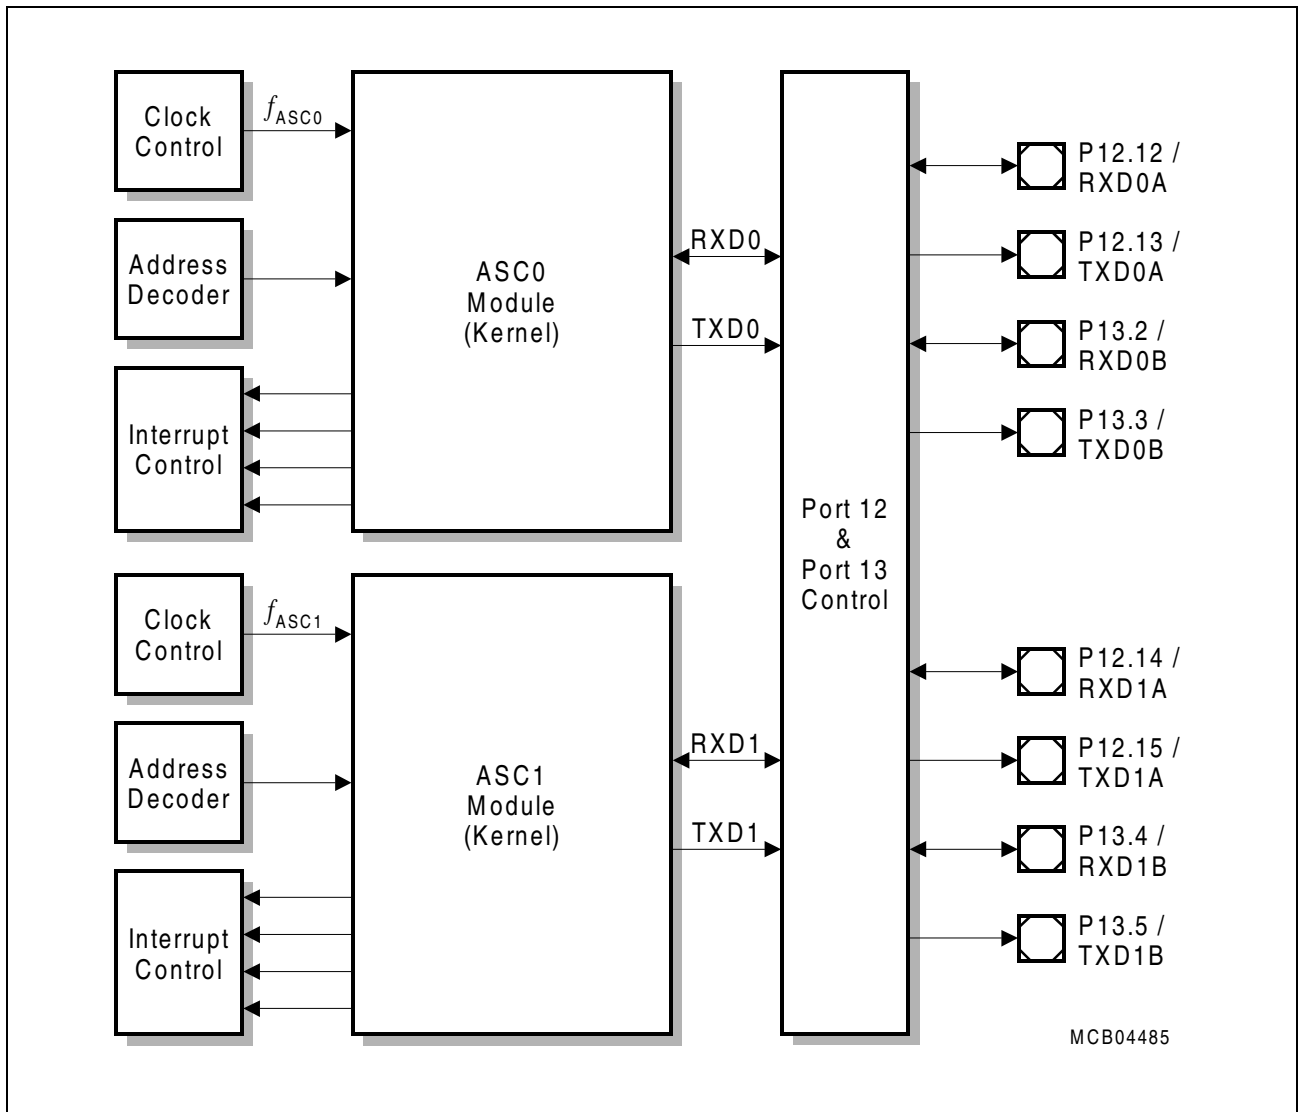 Clock
Control
fASC0
Address
Decoder
Interrupt
Control
ASC0
Module
(Kernel)
RXD0
TXD0
Clock
Control
fASC1
Address
Decoder
Interrupt
Control
ASC1
Module
(Kernel)
RXD1
TXD1
Port 12
&
Port 13
Control
P12.12 /
RXD0A
P12.13 /
TXD0A
P13.2 /
RXD0B
P13.3 /
TXD0B
P12.14 /
RXD1A
P12.15 /
TXD1A
P13.4 /
RXD1B
P13.5 /
TXD1B
MCB04485